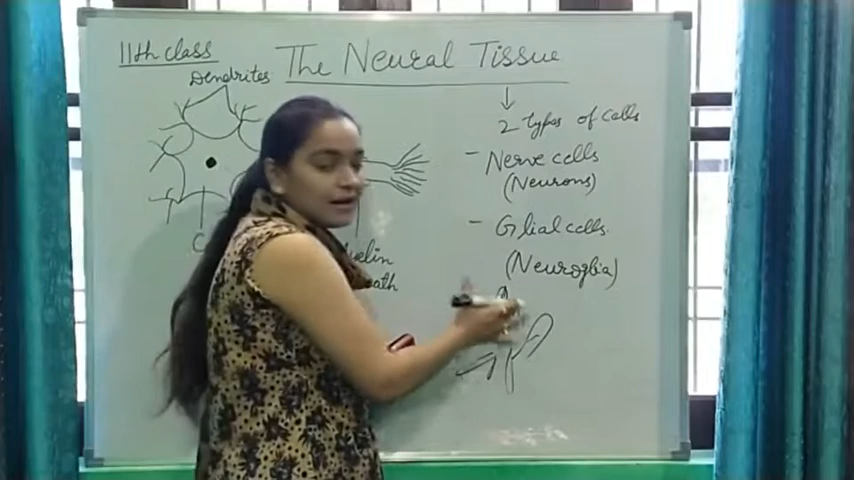 11th class
The Neural Tissue
Dendrites
2 types of cells
- Nerve cells
(Neurons)
- Glial cells.
(Neuroglia)